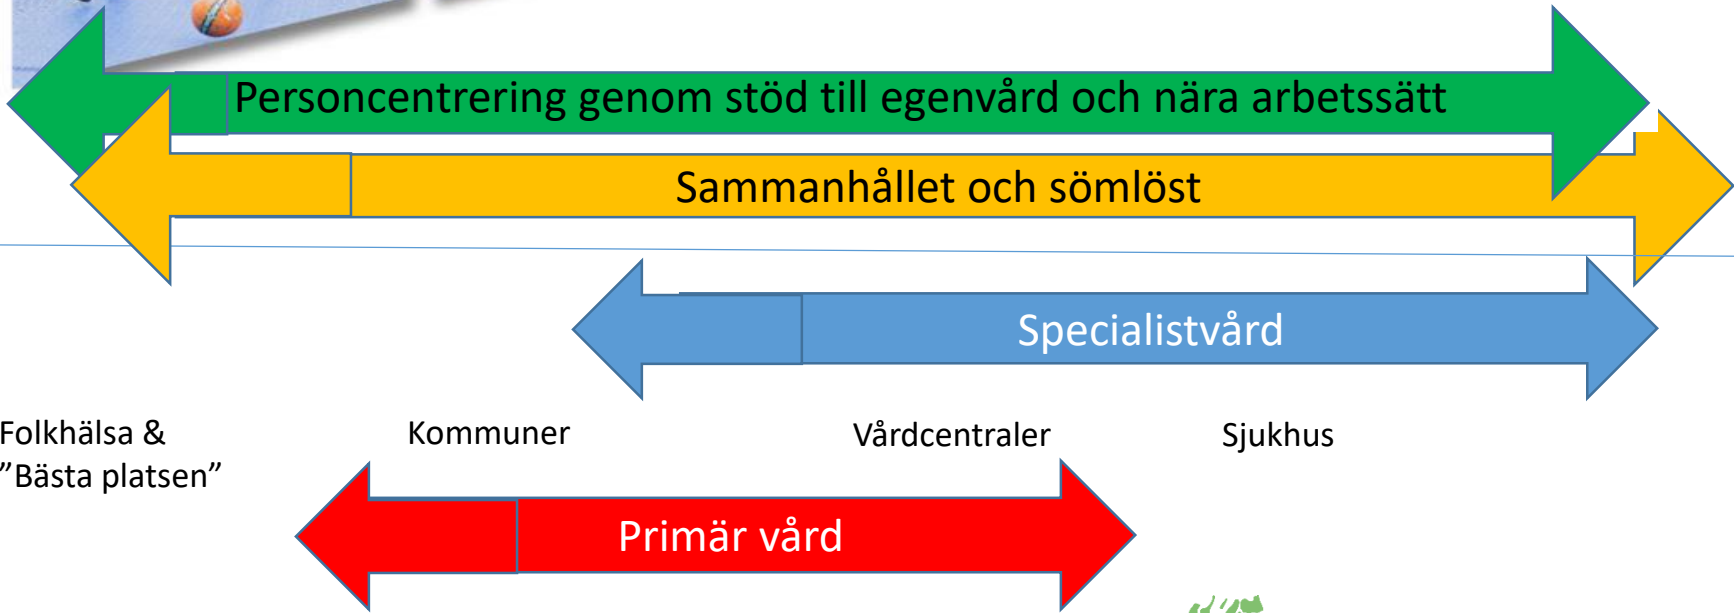 Personcentrering genom stöd till egenvård och nära arbetssätt
Sammanhållet och sömlöst
Specialistvård
Folkhälsa &
”Bästa platsen”
Kommuner
Vårdcentraler
Sjukhus
Primär vård